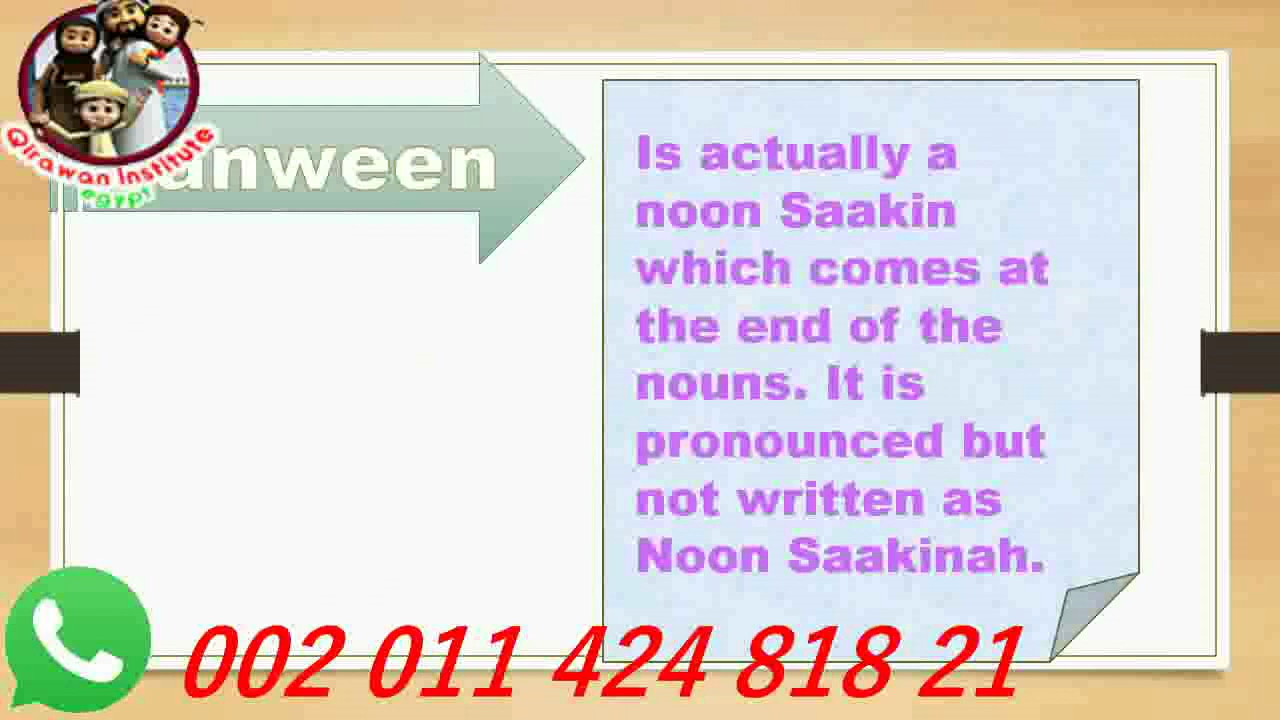 Qirawan Institute
egypt
anween
Is actually a
noon Saakin
which comes at
the end of the
nouns. It is
pronounced but
not written as
Noon Saakinah.
002 011 424 818 21